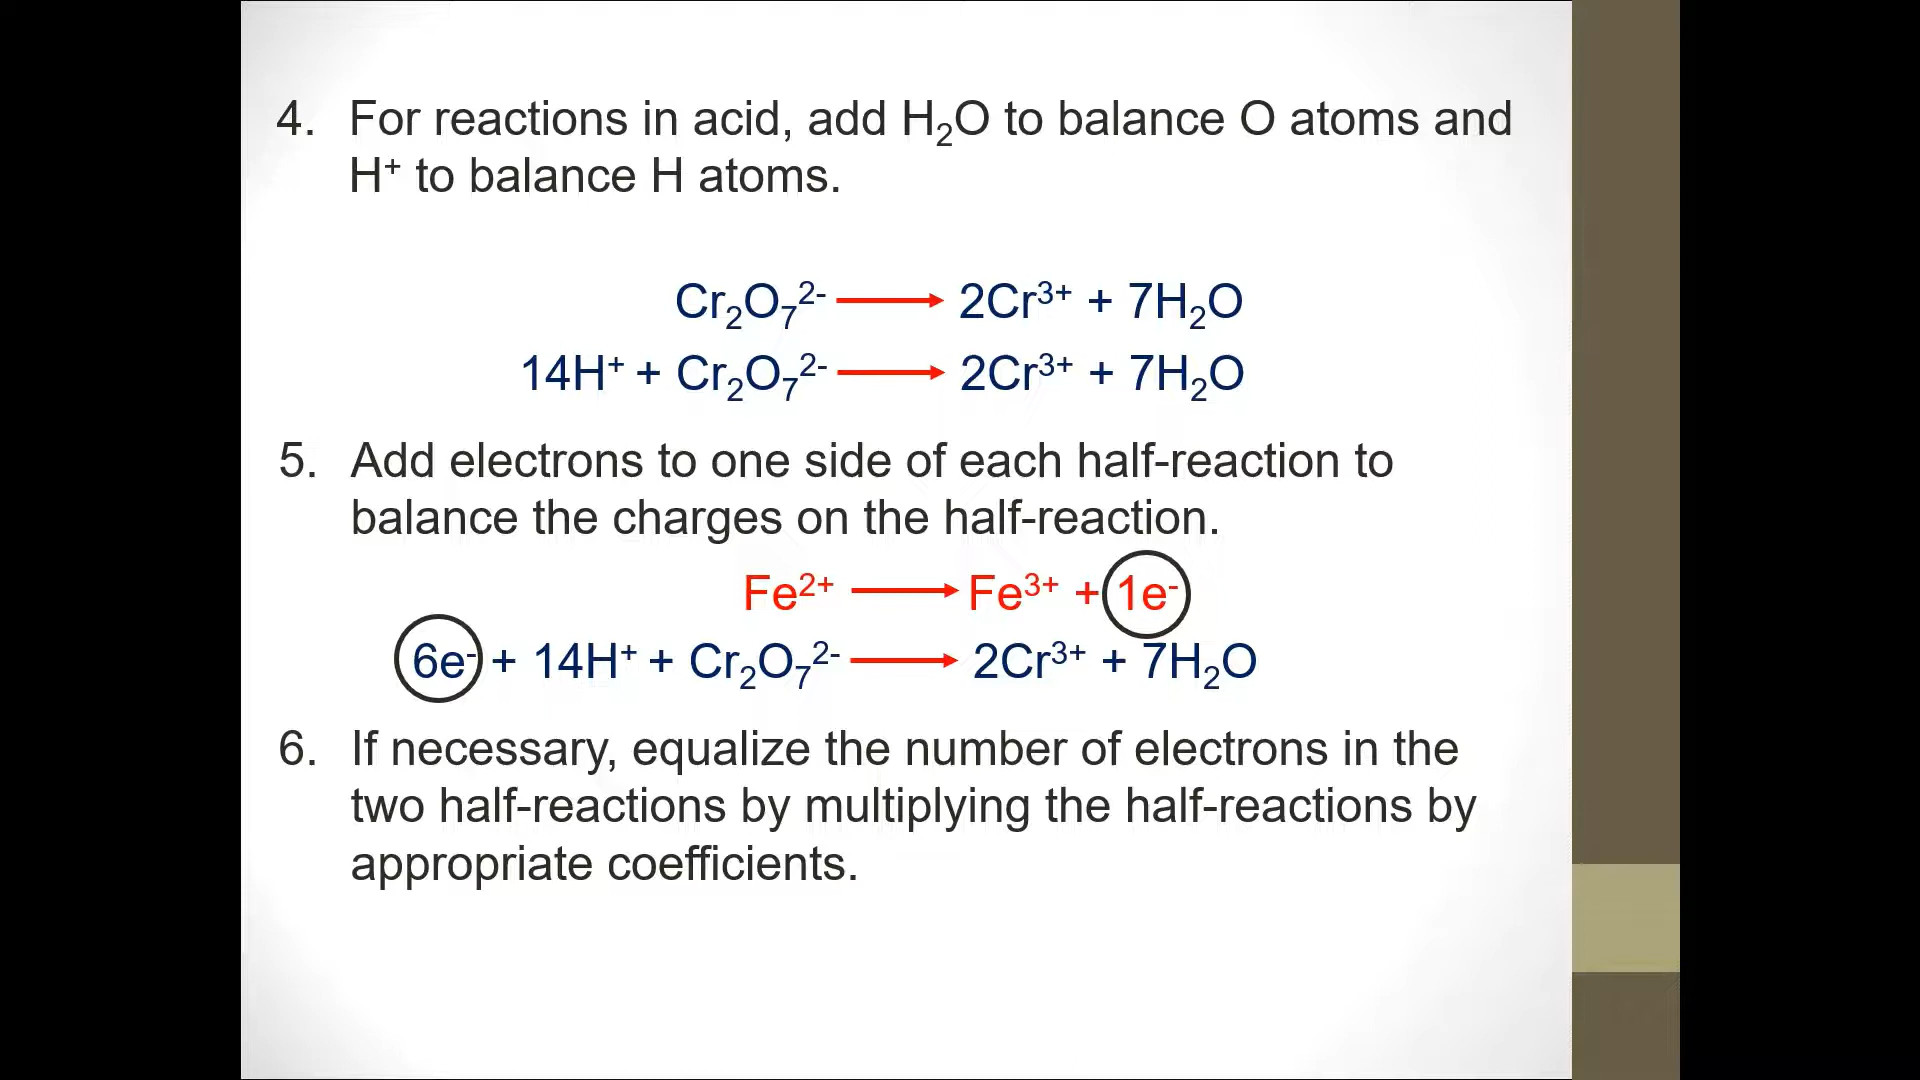 4. For reactions in acid, add H₂O to balance O atoms and
H⁺ to balance H atoms.
Cr₂O₇²⁻ → 2Cr³⁺ + 7H₂O
14H⁺ + Cr₂O₇²⁻ → 2Cr³⁺ + 7H₂O
5. Add electrons to one side of each half-reaction to
balance the charges on the half-reaction.
Fe²⁺ → Fe³⁺ + 1e⁻
6e⁻ + 14H⁺ + Cr₂O₇²⁻ → 2Cr³⁺ + 7H₂O
6. If necessary, equalize the number of electrons in the
two half-reactions by multiplying the half-reactions by
appropriate coefficients.